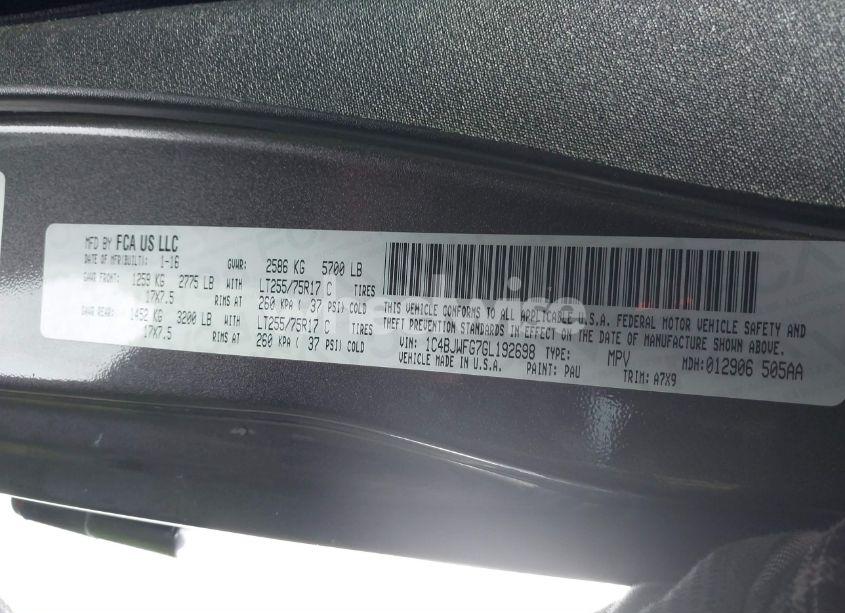 MFD BY FCA US LLC
DATE OF MFR(BUILT): 1-16 GVWR: 2586 KG 5700 LB
GAWR FRONT: 1259 KG 2775 LB WITH LT255/75R17 C TIRES
17X7.5 RIMS AT 260 KPA ( 37 PSI) COLD
GAWR REAR: 1452 KG 3200 LB WITH LT255/75R17 C TIRES
17X7.5 RIMS AT 260 KPA ( 37 PSI) COLD
THIS VEHICLE CONFORMS TO ALL APPLICABLE U.S.A. FEDERAL MOTOR VEHICLE SAFETY AND
THEFT PREVENTION STANDARDS IN EFFECT ON THE DATE OF MANUFACTURE SHOWN ABOVE.
VIN: 1C4BJWFG7GL192698 TYPE: MPV MDH: 012906 505AA
VEHICLE MADE IN U.S.A. PAINT: PAU TRIM: A7X9